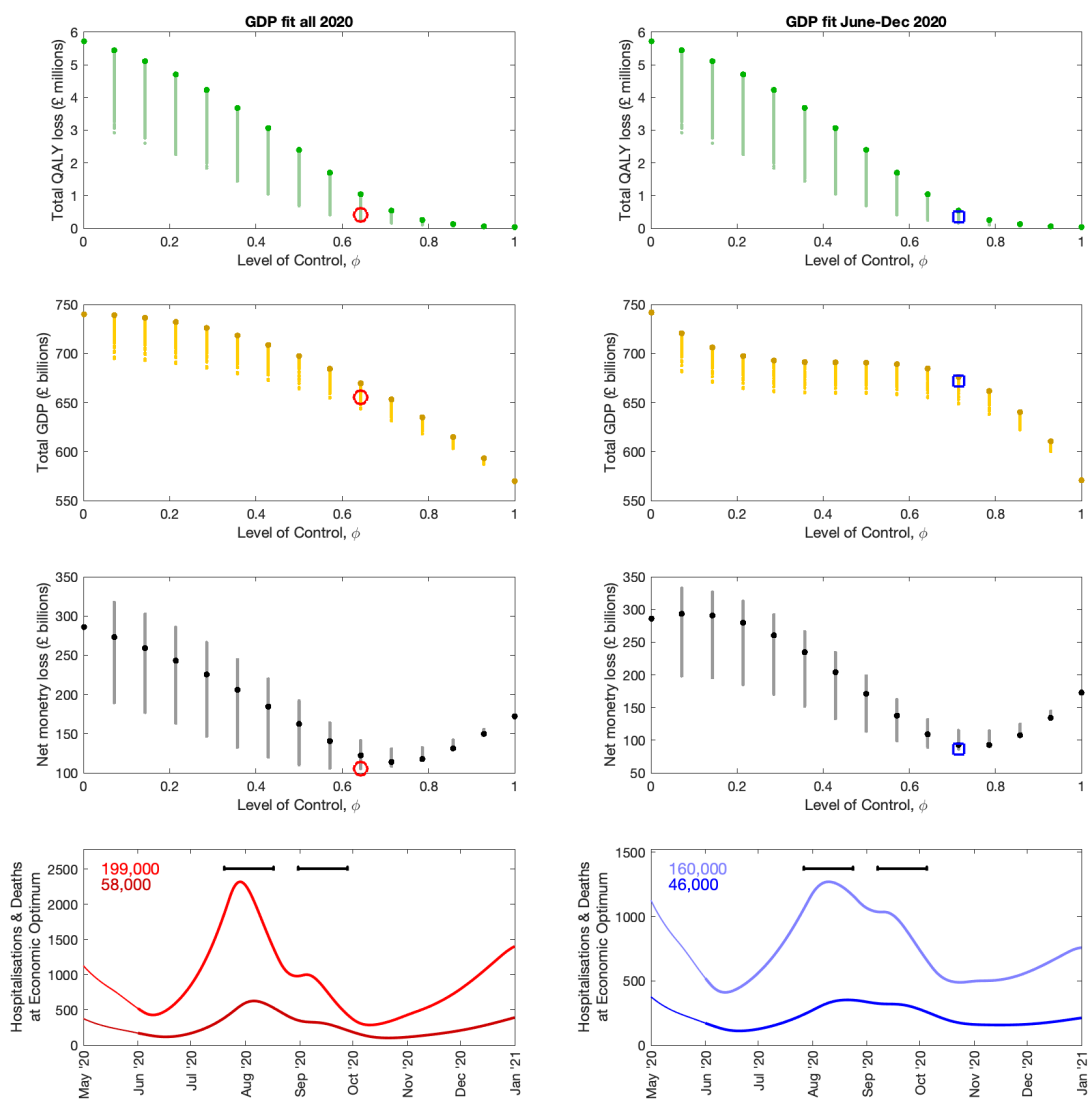 GDP fit all 2020
GDP fit June-Dec 2020
Total QALY loss (£ millions)
6
5
4
3
2
1
0
0 0.2 0.4 0.6 0.8 1
Level of Control, ϕ
Total QALY loss (£ millions)
6
5
4
3
2
1
0
0 0.2 0.4 0.6 0.8 1
Level of Control, ϕ
Total GDP (£ billions)
750
700
650
600
550
0 0.2 0.4 0.6 0.8 1
Level of Control, ϕ
Total GDP (£ billions)
750
700
650
600
550
0 0.2 0.4 0.6 0.8 1
Level of Control, ϕ
Net monetry loss (£ billions)
350
300
250
200
150
100
0 0.2 0.4 0.6 0.8 1
Level of Control, ϕ
Net monetry loss (£ billions)
350
300
250
200
150
100
50
0 0.2 0.4 0.6 0.8 1
Level of Control, ϕ
Hospitalisations & Deaths
at Economic Optimum
2500
2000
1500
1000
500
0
199,000
58,000
May '20 Jun '20 Jul '20 Aug '20 Sep '20 Oct '20 Nov '20 Dec '20 Jan '21
Hospitalisations & Deaths
at Economic Optimum
1500
1000
500
0
160,000
46,000
May '20 Jun '20 Jul '20 Aug '20 Sep '20 Oct '20 Nov '20 Dec '20 Jan '21